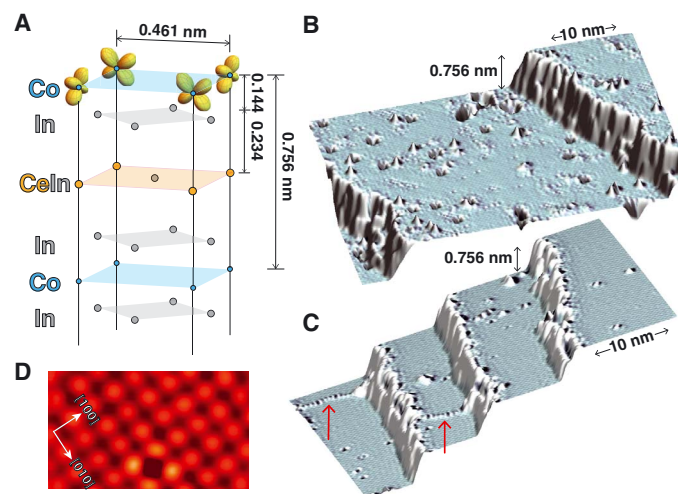 A
0.461 nm
Co
In
CeIn
In
Co
In
0.144
0.234
0.756 nm
B
10 nm
0.756 nm
0.756 nm
C
10 nm
D
[100]
[010]